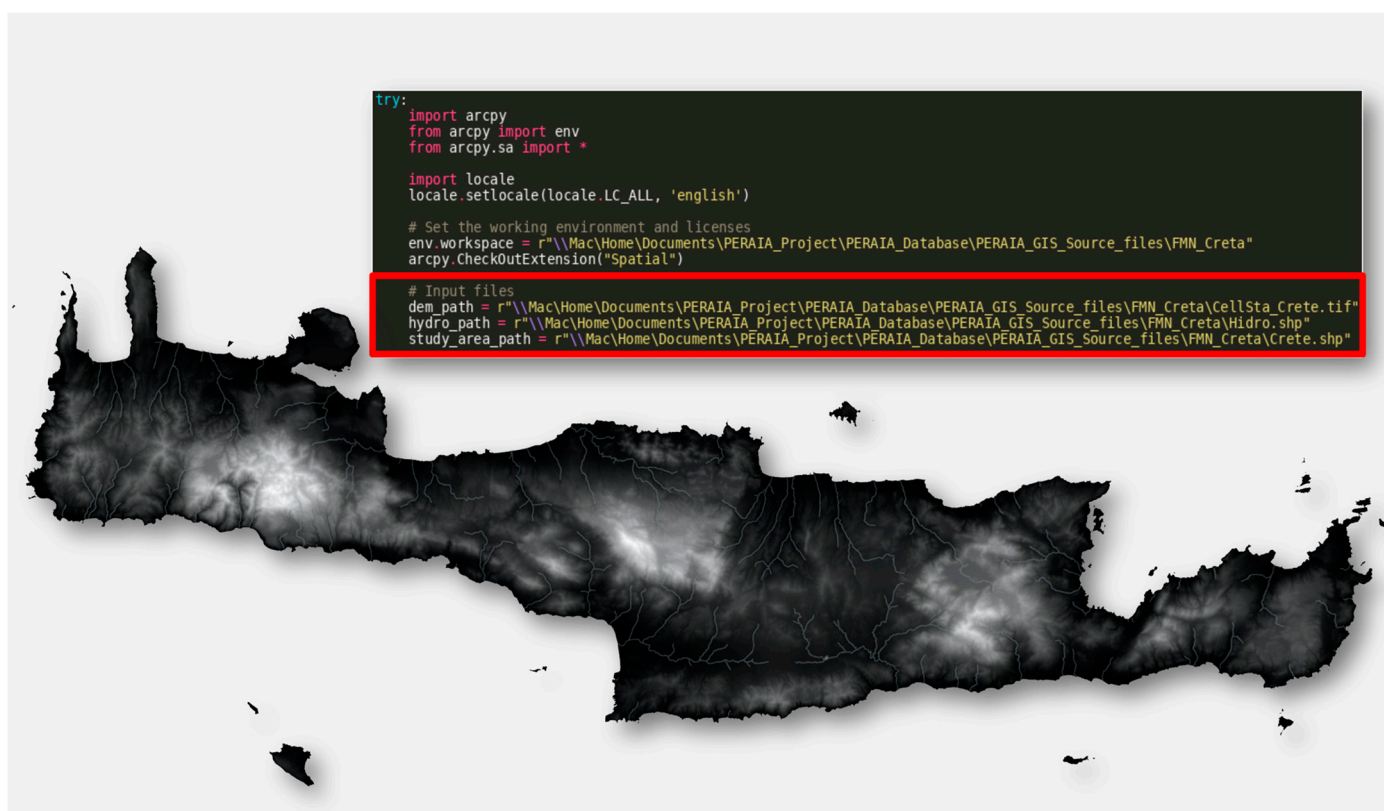 try:
import arcpy
from arcpy import env
from arcpy.sa import *
import locale
locale.setlocale(locale.LC_ALL, 'english')
# Set the working environment and licenses
env.workspace = r"\\Mac\Home\Documents\PERAIA_Project\PERAIA_Database\PERAIA_GIS_Source_files\FMN_Creta"
arcpy.CheckOutExtension("Spatial")
# Input files
dem_path = r"\\Mac\Home\Documents\PERAIA_Project\PERAIA_Database\PERAIA_GIS_Source_files\FMN_Creta\CellSta_Crete.tif"
hydro_path = r"\\Mac\Home\Documents\PERAIA_Project\PERAIA_Database\PERAIA_GIS_Source_files\FMN_Creta\Hidro.shp"
study_area_path = r"\\Mac\Home\Documents\PERAIA_Project\PERAIA_Database\PERAIA_GIS_Source_files\FMN_Creta\Crete.shp"